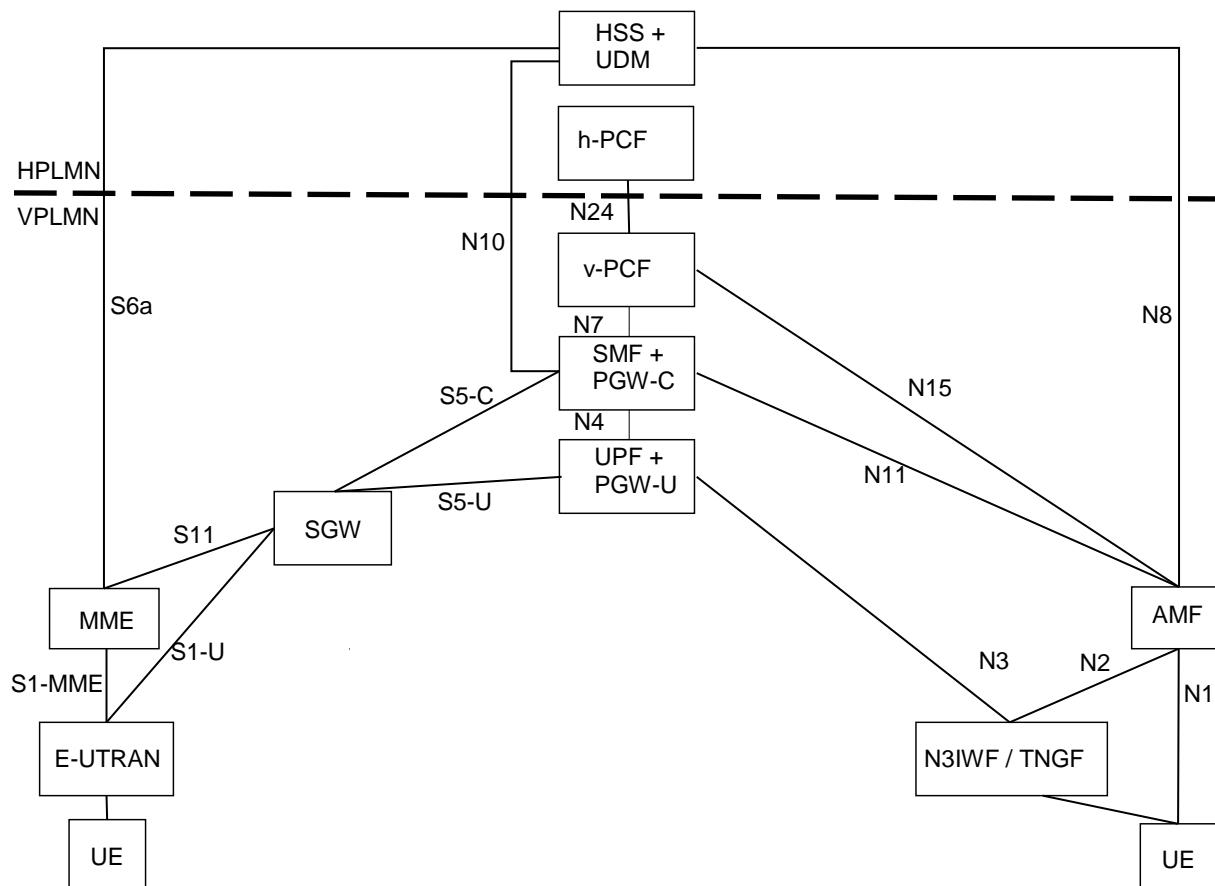 HSS +
UDM
h-PCF
HPLMN
VPLMN
N24
N10
v-PCF
S6a
N8
N7
SMF +
PGW-C
N15
S5-C
N4
UPF +
PGW-U
N11
S5-U
SGW
S11
MME
AMF
S1-U
N3
N2
S1-MME
N1
E-UTRAN
N3IWF / TNGF
UE
UE